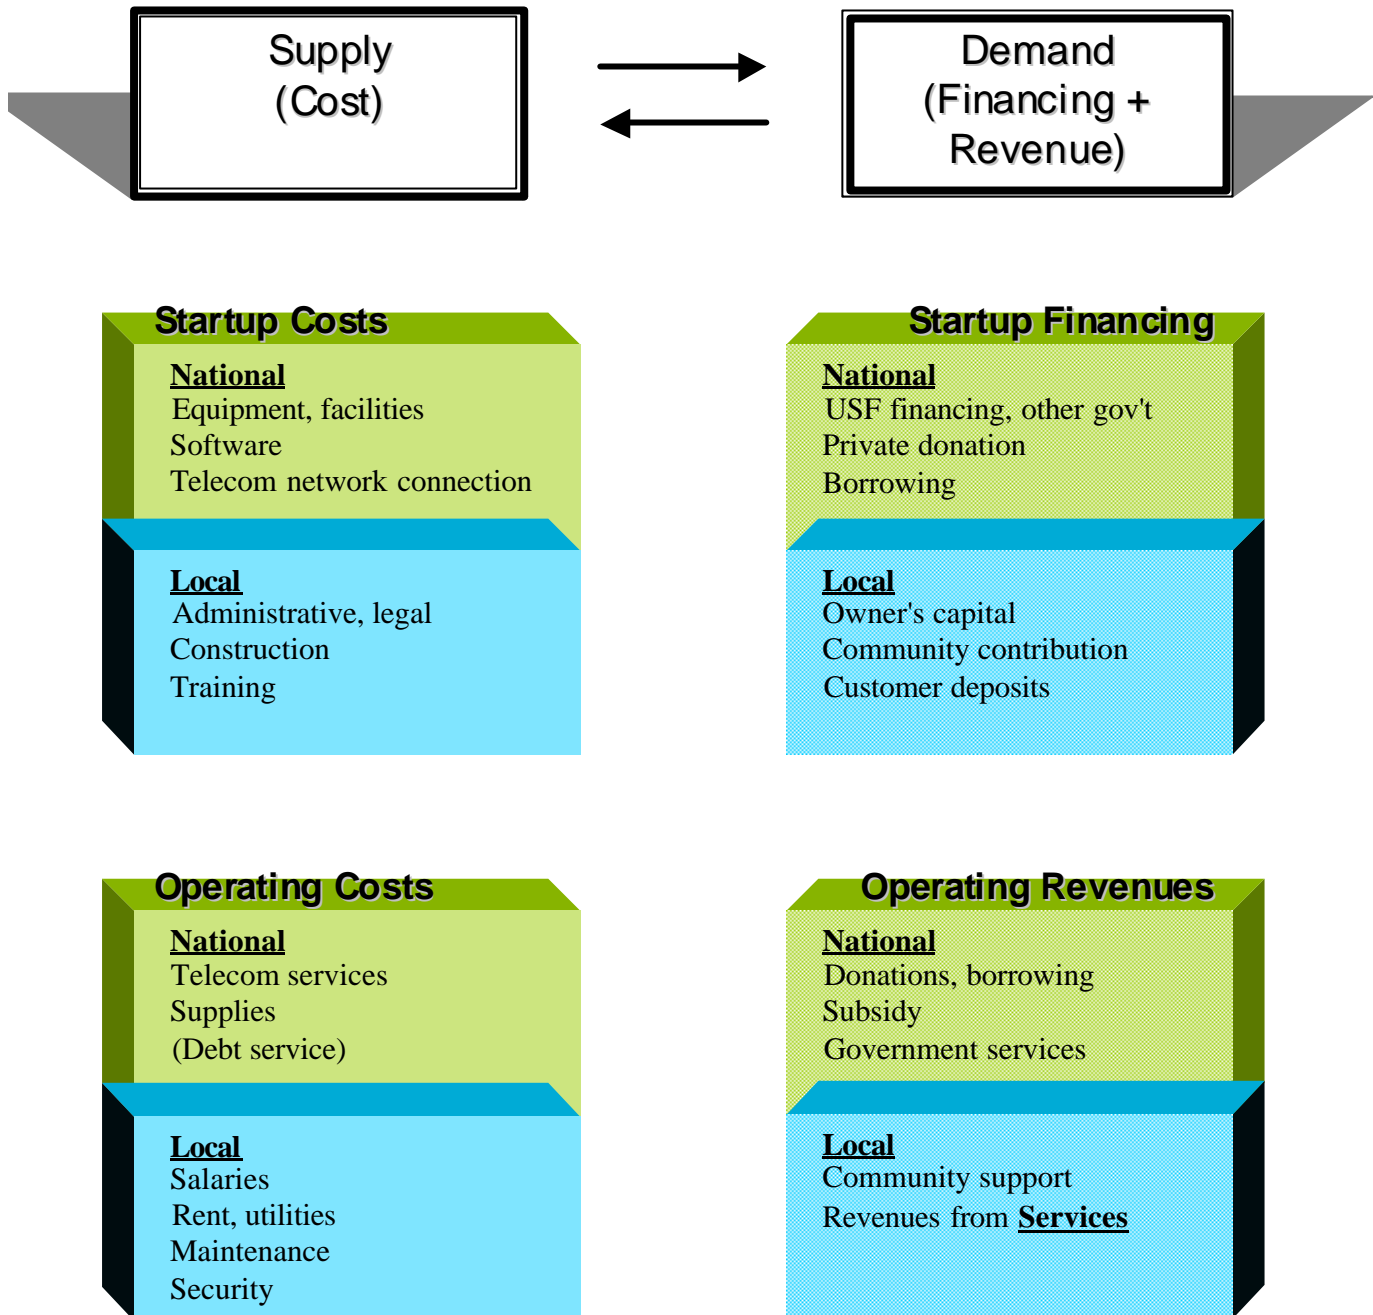 Supply
(Cost)
Demand
(Financing +
Revenue)
Startup Costs
National
Equipment, facilities
Software
Telecom network connection
Local
Administrative, legal
Construction
Training
Startup Financing
National
USF financing, other gov't
Private donation
Borrowing
Local
Owner's capital
Community contribution
Customer deposits
Operating Costs
National
Telecom services
Supplies
(Debt service)
Local
Salaries
Rent, utilities
Maintenance
Security
Operating Revenues
National
Donations, borrowing
Subsidy
Government services
Local
Community support
Revenues from Services